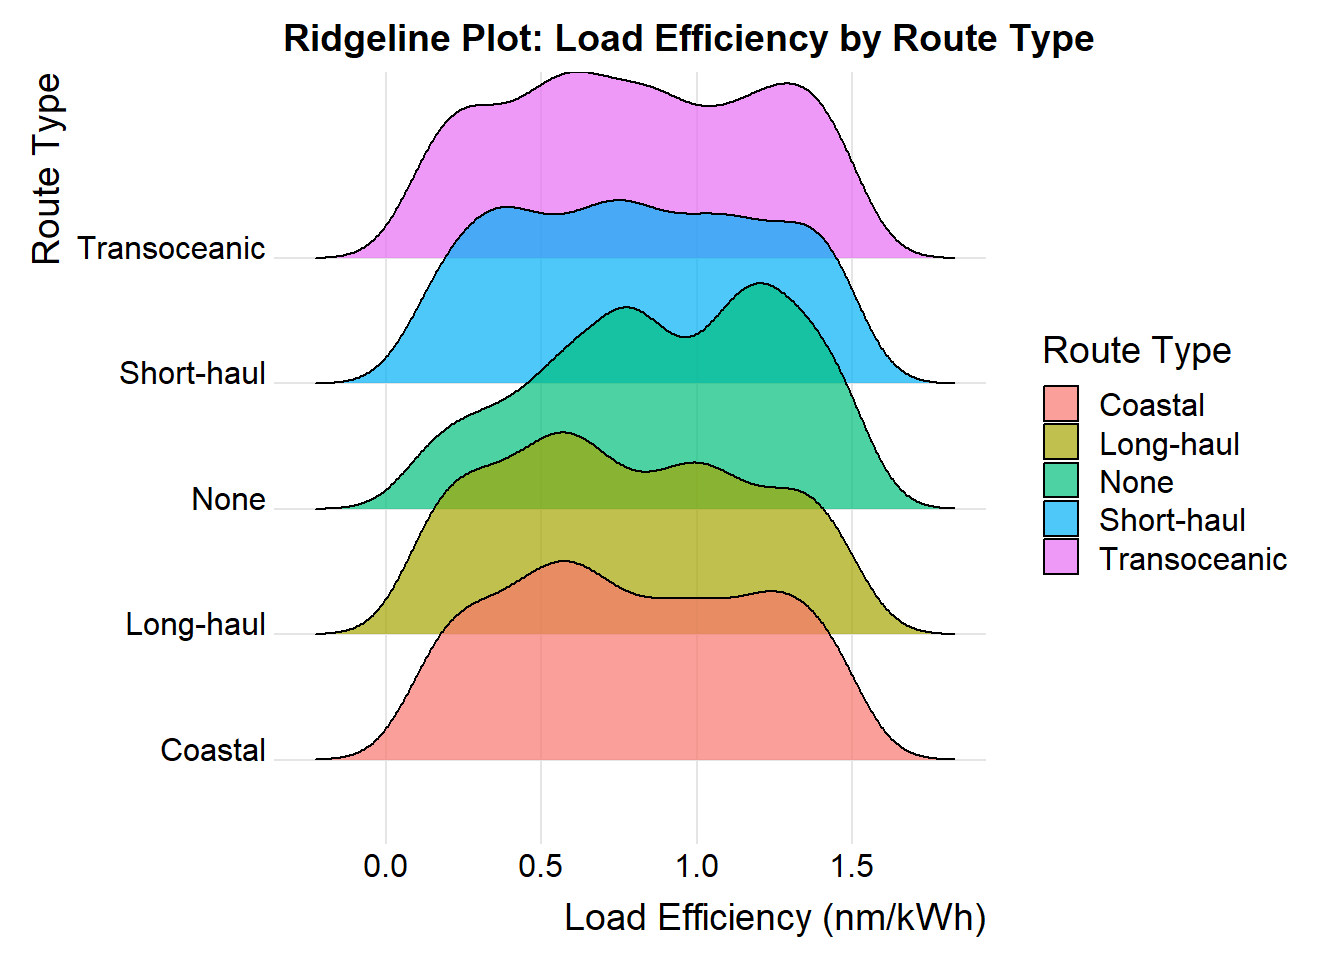 Ridgeline Plot: Load Efficiency by Route Type
Route Type
Transoceanic
Short-haul
None
Long-haul
Coastal
0.0 0.5 1.0 1.5
Load Efficiency (nm/kWh)
Route Type
Coastal
Long-haul
None
Short-haul
Transoceanic